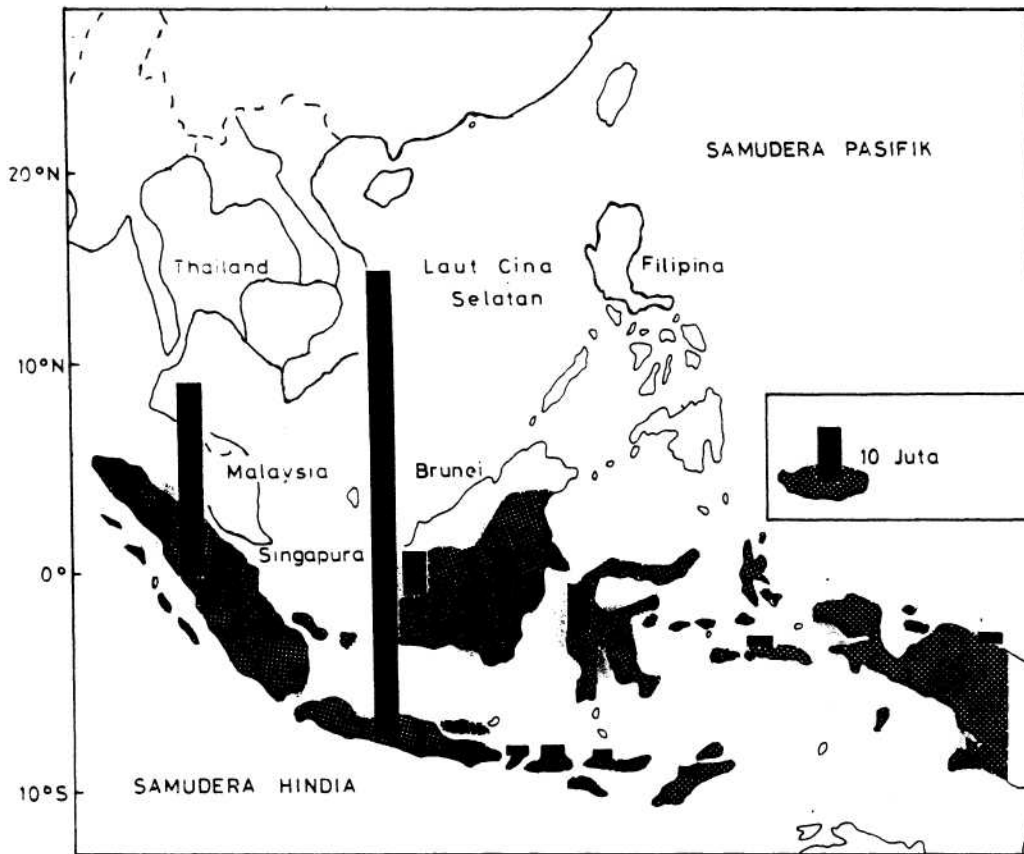 SAMUDERA PASIFIK
20°N
Thailand
Laut Cina
Selatan
Filipina
10°N
10 Juta
Malaysia
Brunei
Singapura
0°
SAMUDERA HINDIA
10°S